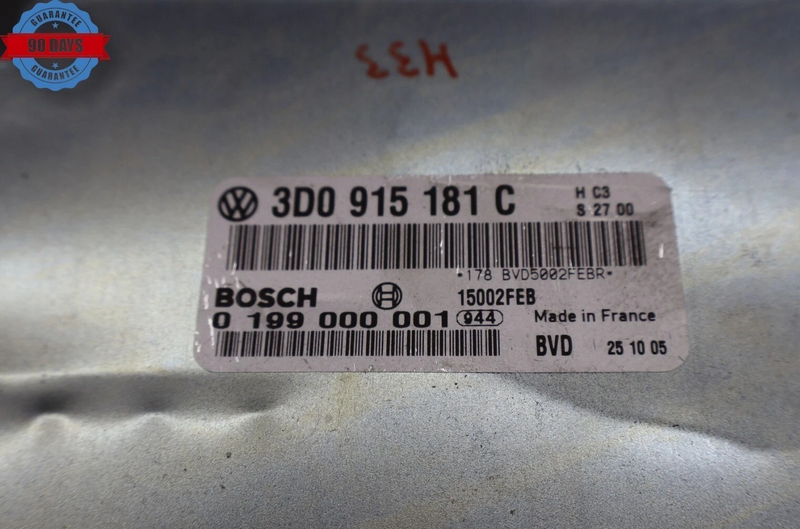 GUARANTEE
90 DAYS
GUARANTEE
H33
VW 3D0 915 181 C
H C3
S 27 00
*178 BVD5002FEBR*
BOSCH 15002FEB
0 199 000 001 944 Made in France
BVD 25 10 05